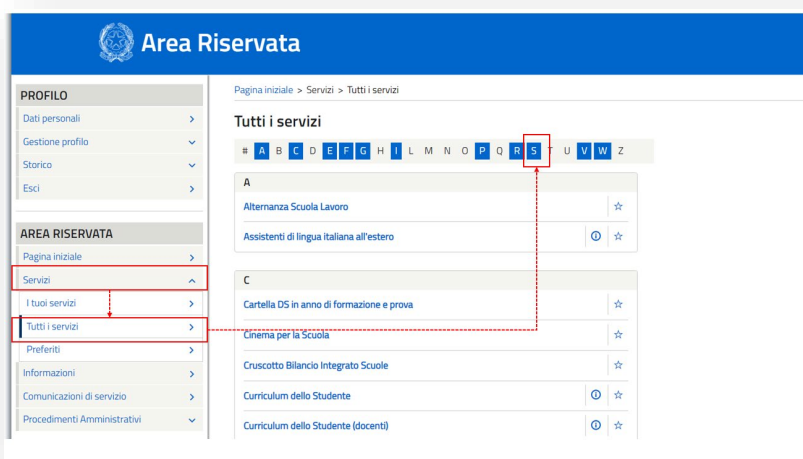 Area Riservata
PROFILO
Dati personali
Gestione profilo
Storico
Esci
AREA RISERVATA
Pagina iniziale
Servizi
I tuoi servizi
Tutti i servizi
Preferiti
Informazioni
Comunicazioni di servizio
Procedimenti Amministrativi
Pagina iniziale > Servizi > Tutti i servizi
Tutti i servizi
# A B C D E F G H I L M N O P Q R S T U V W Z
A
Alternanza Scuola Lavoro
Assistenti di lingua italiana all'estero
C
Cartella DS in anno di formazione e prova
Cinema per la Scuola
Cruscotto Bilancio Integrato Scuole
Curriculum dello Studente
Curriculum dello Studente (docenti)